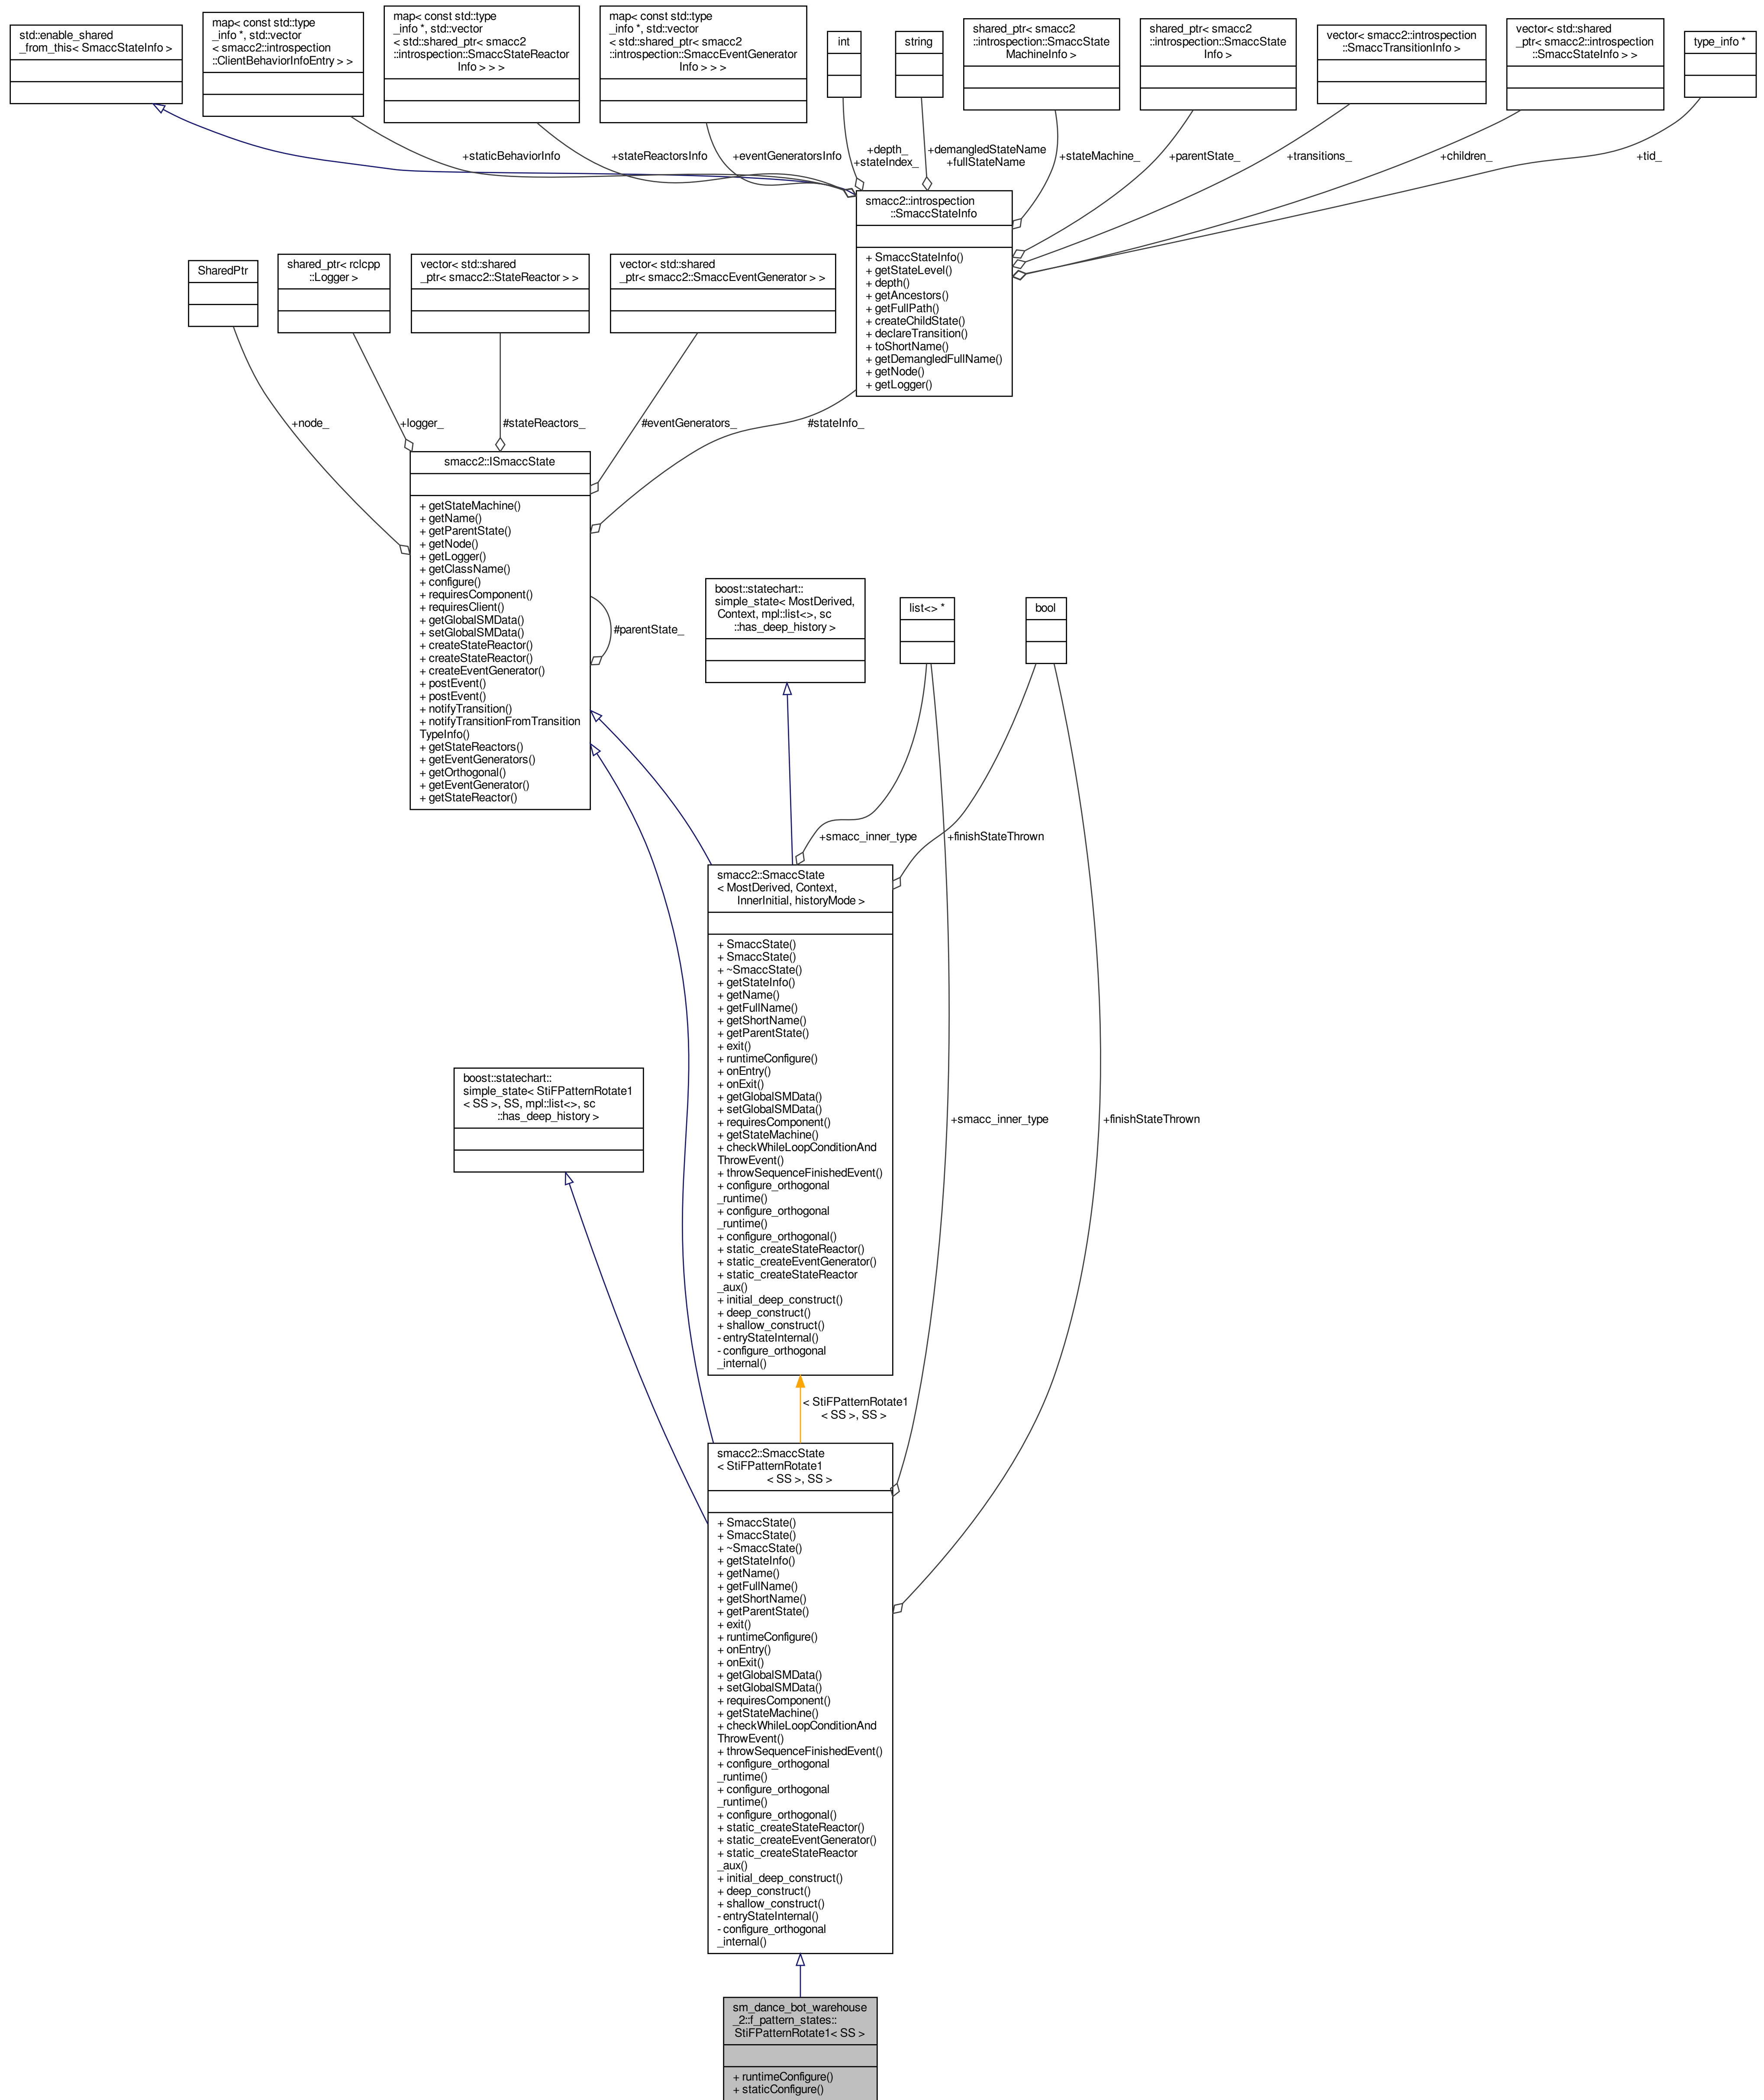 std::enable_shared
_from_this< SmaccStateInfo >
map< const std::type
_info *, std::vector
< smacc2::introspection
::ClientBehaviorInfoEntry > >
map< const std::type
_info *, std::vector
< std::shared_ptr< smacc2
::introspection::SmaccStateReactor
Info > > >
map< const std::type
_info *, std::vector
< std::shared_ptr< smacc2
::introspection::SmaccEventGenerator
Info > > >
int
string
shared_ptr< smacc2
::introspection::SmaccState
MachineInfo >
shared_ptr< smacc2
::introspection::SmaccState
Info >
vector< smacc2::introspection
::SmaccTransitionInfo >
vector< std::shared
_ptr< smacc2::introspection
::SmaccStateInfo > >
type_info *
+staticBehaviorInfo
+stateReactorsInfo
+eventGeneratorsInfo
+depth_
+stateIndex_
+demangledStateName
+fullStateName
+stateMachine_
+parentState_
+transitions_
+children_
+tid_
smacc2::introspection
::SmaccStateInfo
+ SmaccStateInfo()
+ getStateLevel()
+ depth()
+ getAncestors()
+ getFullPath()
+ createChildState()
+ declareTransition()
+ toShortName()
+ getDemangledFullName()
+ getNode()
+ getLogger()
SharedPtr
shared_ptr< rclcpp
::Logger >
vector< std::shared
_ptr< smacc2::StateReactor > >
vector< std::shared
_ptr< smacc2::SmaccEventGenerator > >
+node_
+logger_
#stateReactors_
#eventGenerators_
#stateInfo_
smacc2::ISmaccState
+ getStateMachine()
+ getName()
+ getParentState()
+ getNode()
+ getLogger()
+ getClassName()
+ configure()
+ requiresComponent()
+ requiresClient()
+ getGlobalSMData()
+ setGlobalSMData()
+ createStateReactor()
+ createStateReactor()
+ createEventGenerator()
+ postEvent()
+ postEvent()
+ notifyTransition()
+ notifyTransitionFromTransition
TypeInfo()
+ getStateReactors()
+ getEventGenerators()
+ getOrthogonal()
+ getEventGenerator()
+ getStateReactor()
#parentState_
boost::statechart::
simple_state< MostDerived,
Context, mpl::list<>, sc
::has_deep_history >
list<> *
bool
+smacc_inner_type
+finishStateThrown
smacc2::SmaccState
< MostDerived, Context,
InnerInitial, historyMode >
+ SmaccState()
+ SmaccState()
+ ~SmaccState()
+ getStateInfo()
+ getName()
+ getFullName()
+ getShortName()
+ getParentState()
+ exit()
+ runtimeConfigure()
+ onEntry()
+ onExit()
+ getGlobalSMData()
+ setGlobalSMData()
+ requiresComponent()
+ getStateMachine()
+ checkWhileLoopConditionAnd
ThrowEvent()
+ throwSequenceFinishedEvent()
+ configure_orthogonal
_runtime()
+ configure_orthogonal
_runtime()
+ configure_orthogonal()
+ static_createStateReactor()
+ static_createEventGenerator()
+ static_createStateReactor
_aux()
+ initial_deep_construct()
+ deep_construct()
+ shallow_construct()
- entryStateInternal()
- configure_orthogonal
_internal()
boost::statechart::
simple_state< StiFPatternRotate1
< SS >, SS, mpl::list<>, sc
::has_deep_history >
+smacc_inner_type
+finishStateThrown
< StiFPatternRotate1
< SS >, SS >
smacc2::SmaccState
< StiFPatternRotate1
< SS >, SS >
+ SmaccState()
+ SmaccState()
+ ~SmaccState()
+ getStateInfo()
+ getName()
+ getFullName()
+ getShortName()
+ getParentState()
+ exit()
+ runtimeConfigure()
+ onEntry()
+ onExit()
+ getGlobalSMData()
+ setGlobalSMData()
+ requiresComponent()
+ getStateMachine()
+ checkWhileLoopConditionAnd
ThrowEvent()
+ throwSequenceFinishedEvent()
+ configure_orthogonal
_runtime()
+ configure_orthogonal
_runtime()
+ configure_orthogonal()
+ static_createStateReactor()
+ static_createEventGenerator()
+ static_createStateReactor
_aux()
+ initial_deep_construct()
+ deep_construct()
+ shallow_construct()
- entryStateInternal()
- configure_orthogonal
_internal()
sm_dance_bot_warehouse
_2::f_pattern_states::
StiFPatternRotate1< SS >
+ runtimeConfigure()
+ staticConfigure()